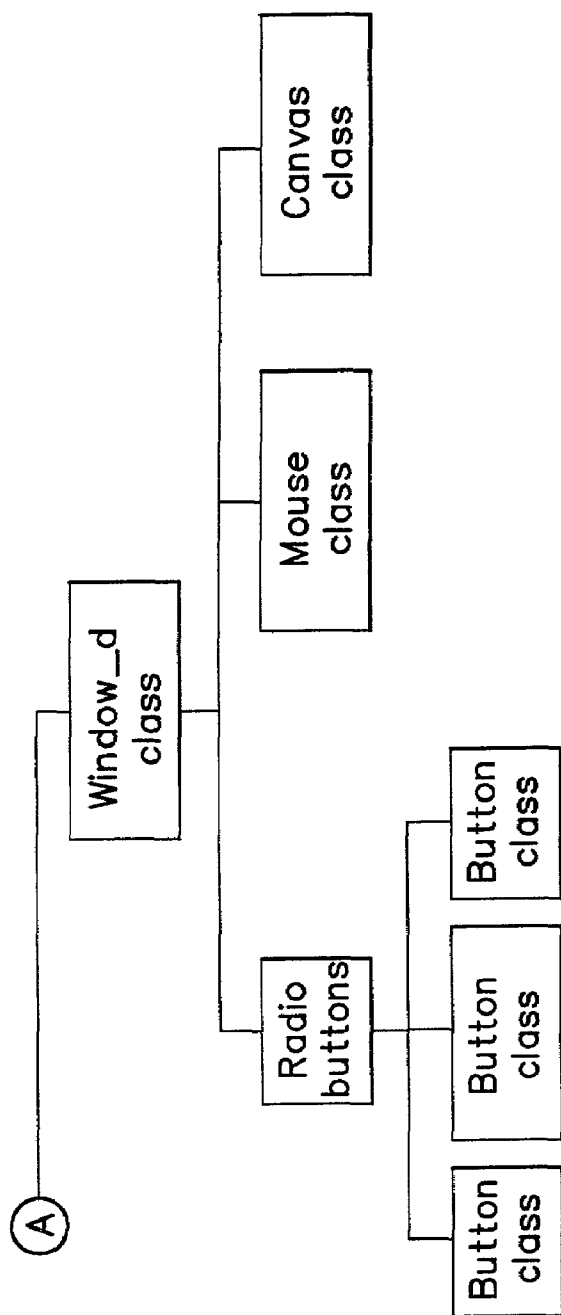 A
Window_d
class
Radio
buttons
Mouse
class
Canvas
class
Button
class
Button
class
Button
class